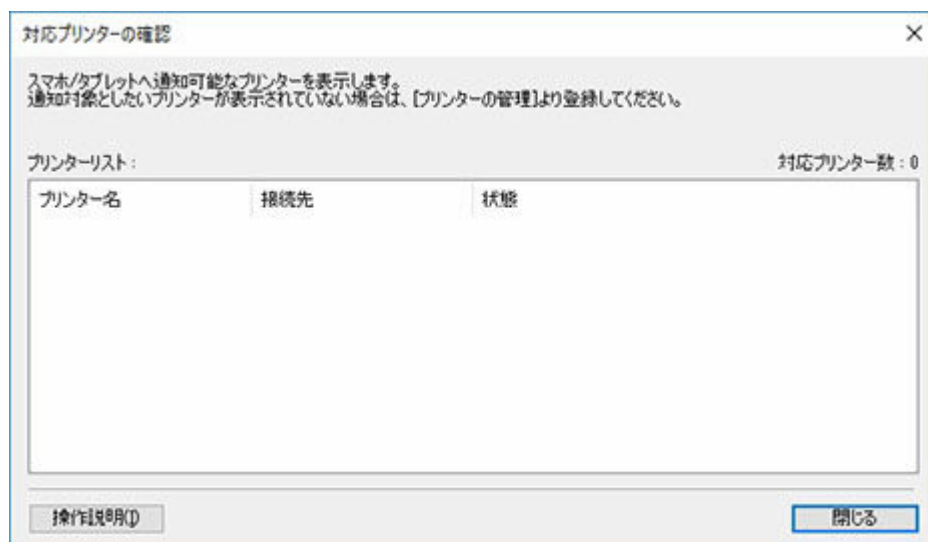 対応プリンターの確認
スマホ/タブレットへ通知可能なプリンターを表示します。
通知対象としたいプリンターが表示されていない場合は、[プリンターの管理]より登録してください。
プリンターリスト： 対応プリンター数：0
プリンター名 接続先 状態
操作説明(I) 閉じる